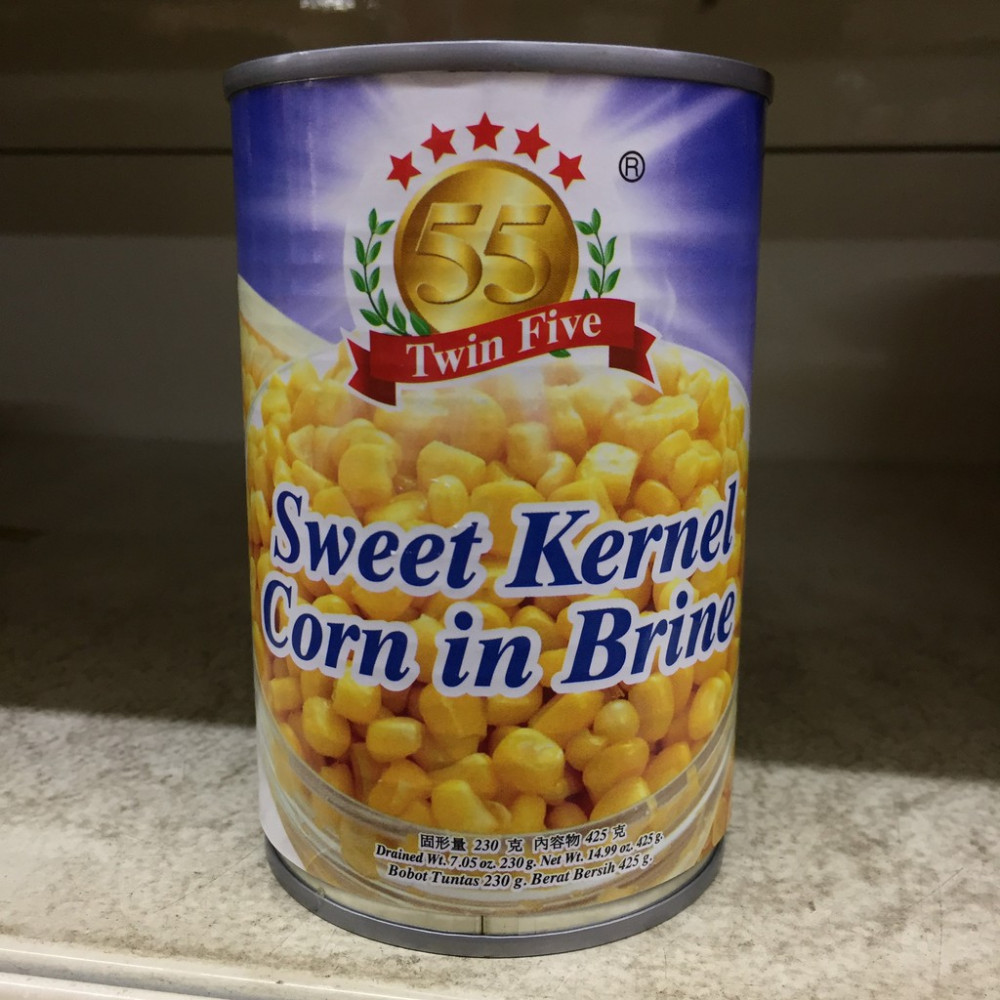 55
®
Twin Five
Sweet Kernel
Corn in Brine
固形量 230 克 內容物 425 克
Drained Wt. 7.05 oz. 230 g. Net Wt. 14.99 oz. 425 g.
Bobot Tuntas 230 g. Berat Bersih 425 g.